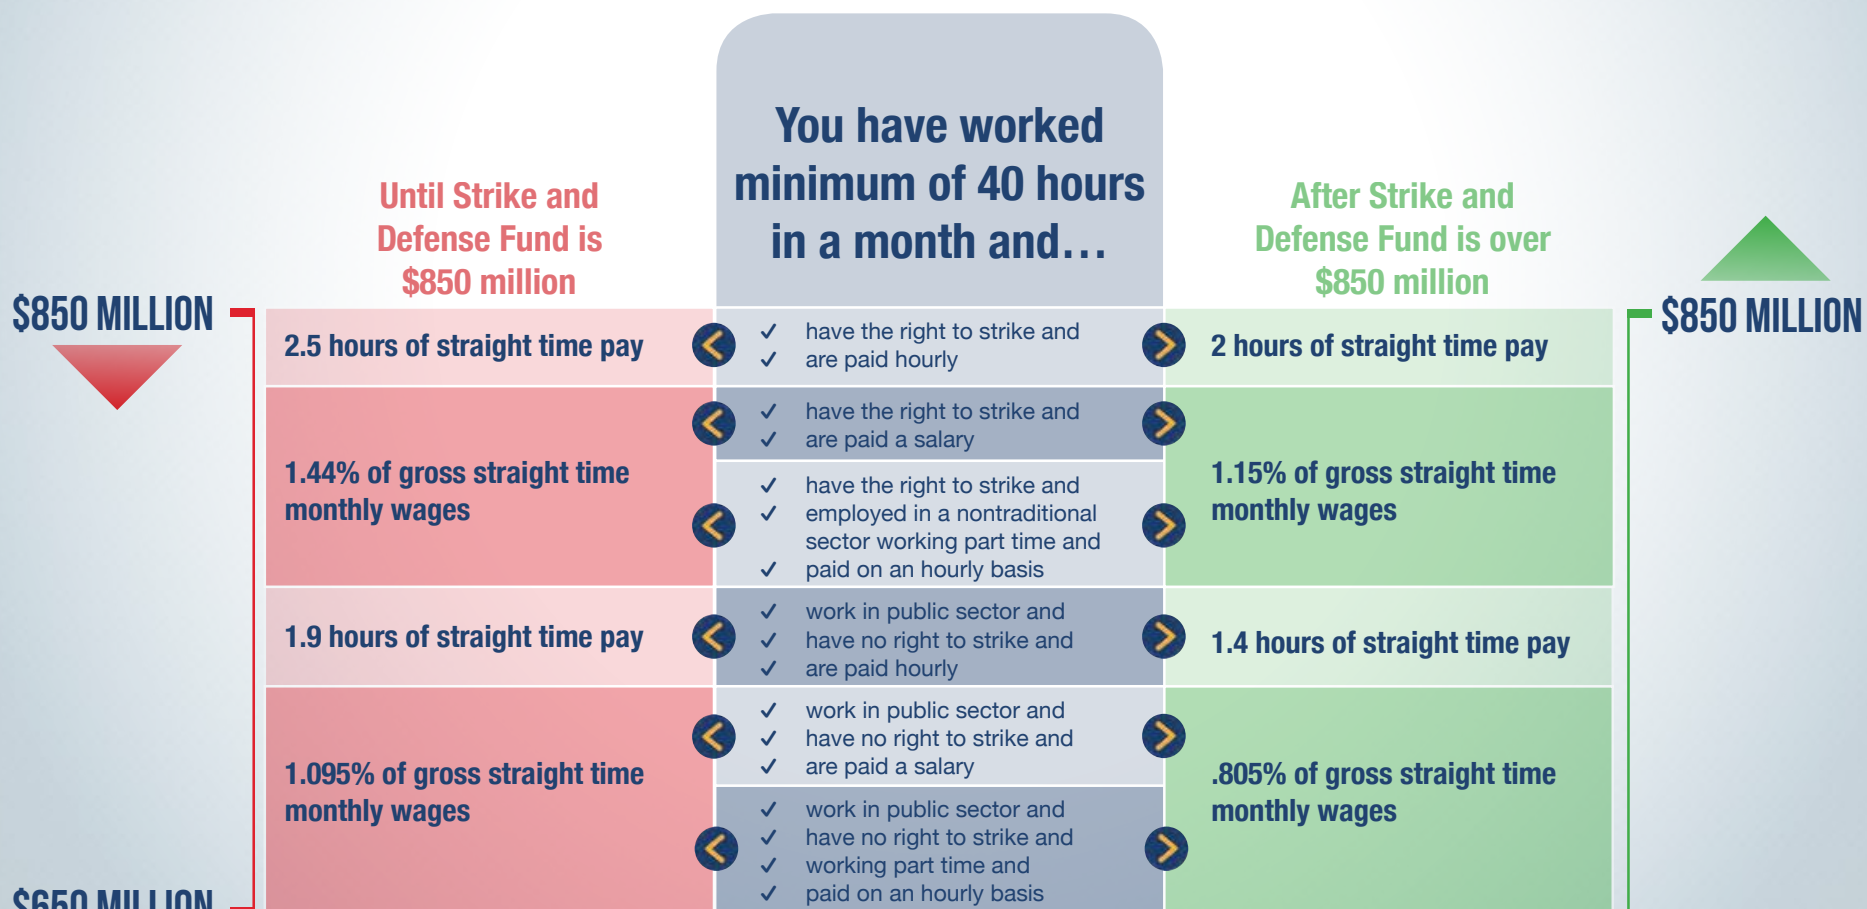 You have worked
minimum of 40 hours
in a month and...
Until Strike and
Defense Fund is
$850 million
After Strike and
Defense Fund is over
$850 million
$850 MILLION
$850 MILLION
2.5 hours of straight time pay
✓ have the right to strike and
✓ are paid hourly
2 hours of straight time pay
1.44% of gross straight time
monthly wages
✓ have the right to strike and
✓ are paid a salary
✓ have the right to strike and
✓ employed in a nontraditional
sector working part time and
✓ paid on an hourly basis
1.15% of gross straight time
monthly wages
1.9 hours of straight time pay
✓ work in public sector and
✓ have no right to strike and
✓ are paid hourly
1.4 hours of straight time pay
1.095% of gross straight time
monthly wages
✓ work in public sector and
✓ have no right to strike and
✓ are paid a salary
✓ work in public sector and
✓ have no right to strike and
✓ working part time and
✓ paid on an hourly basis
.805% of gross straight time
monthly wages
$650 MILLION